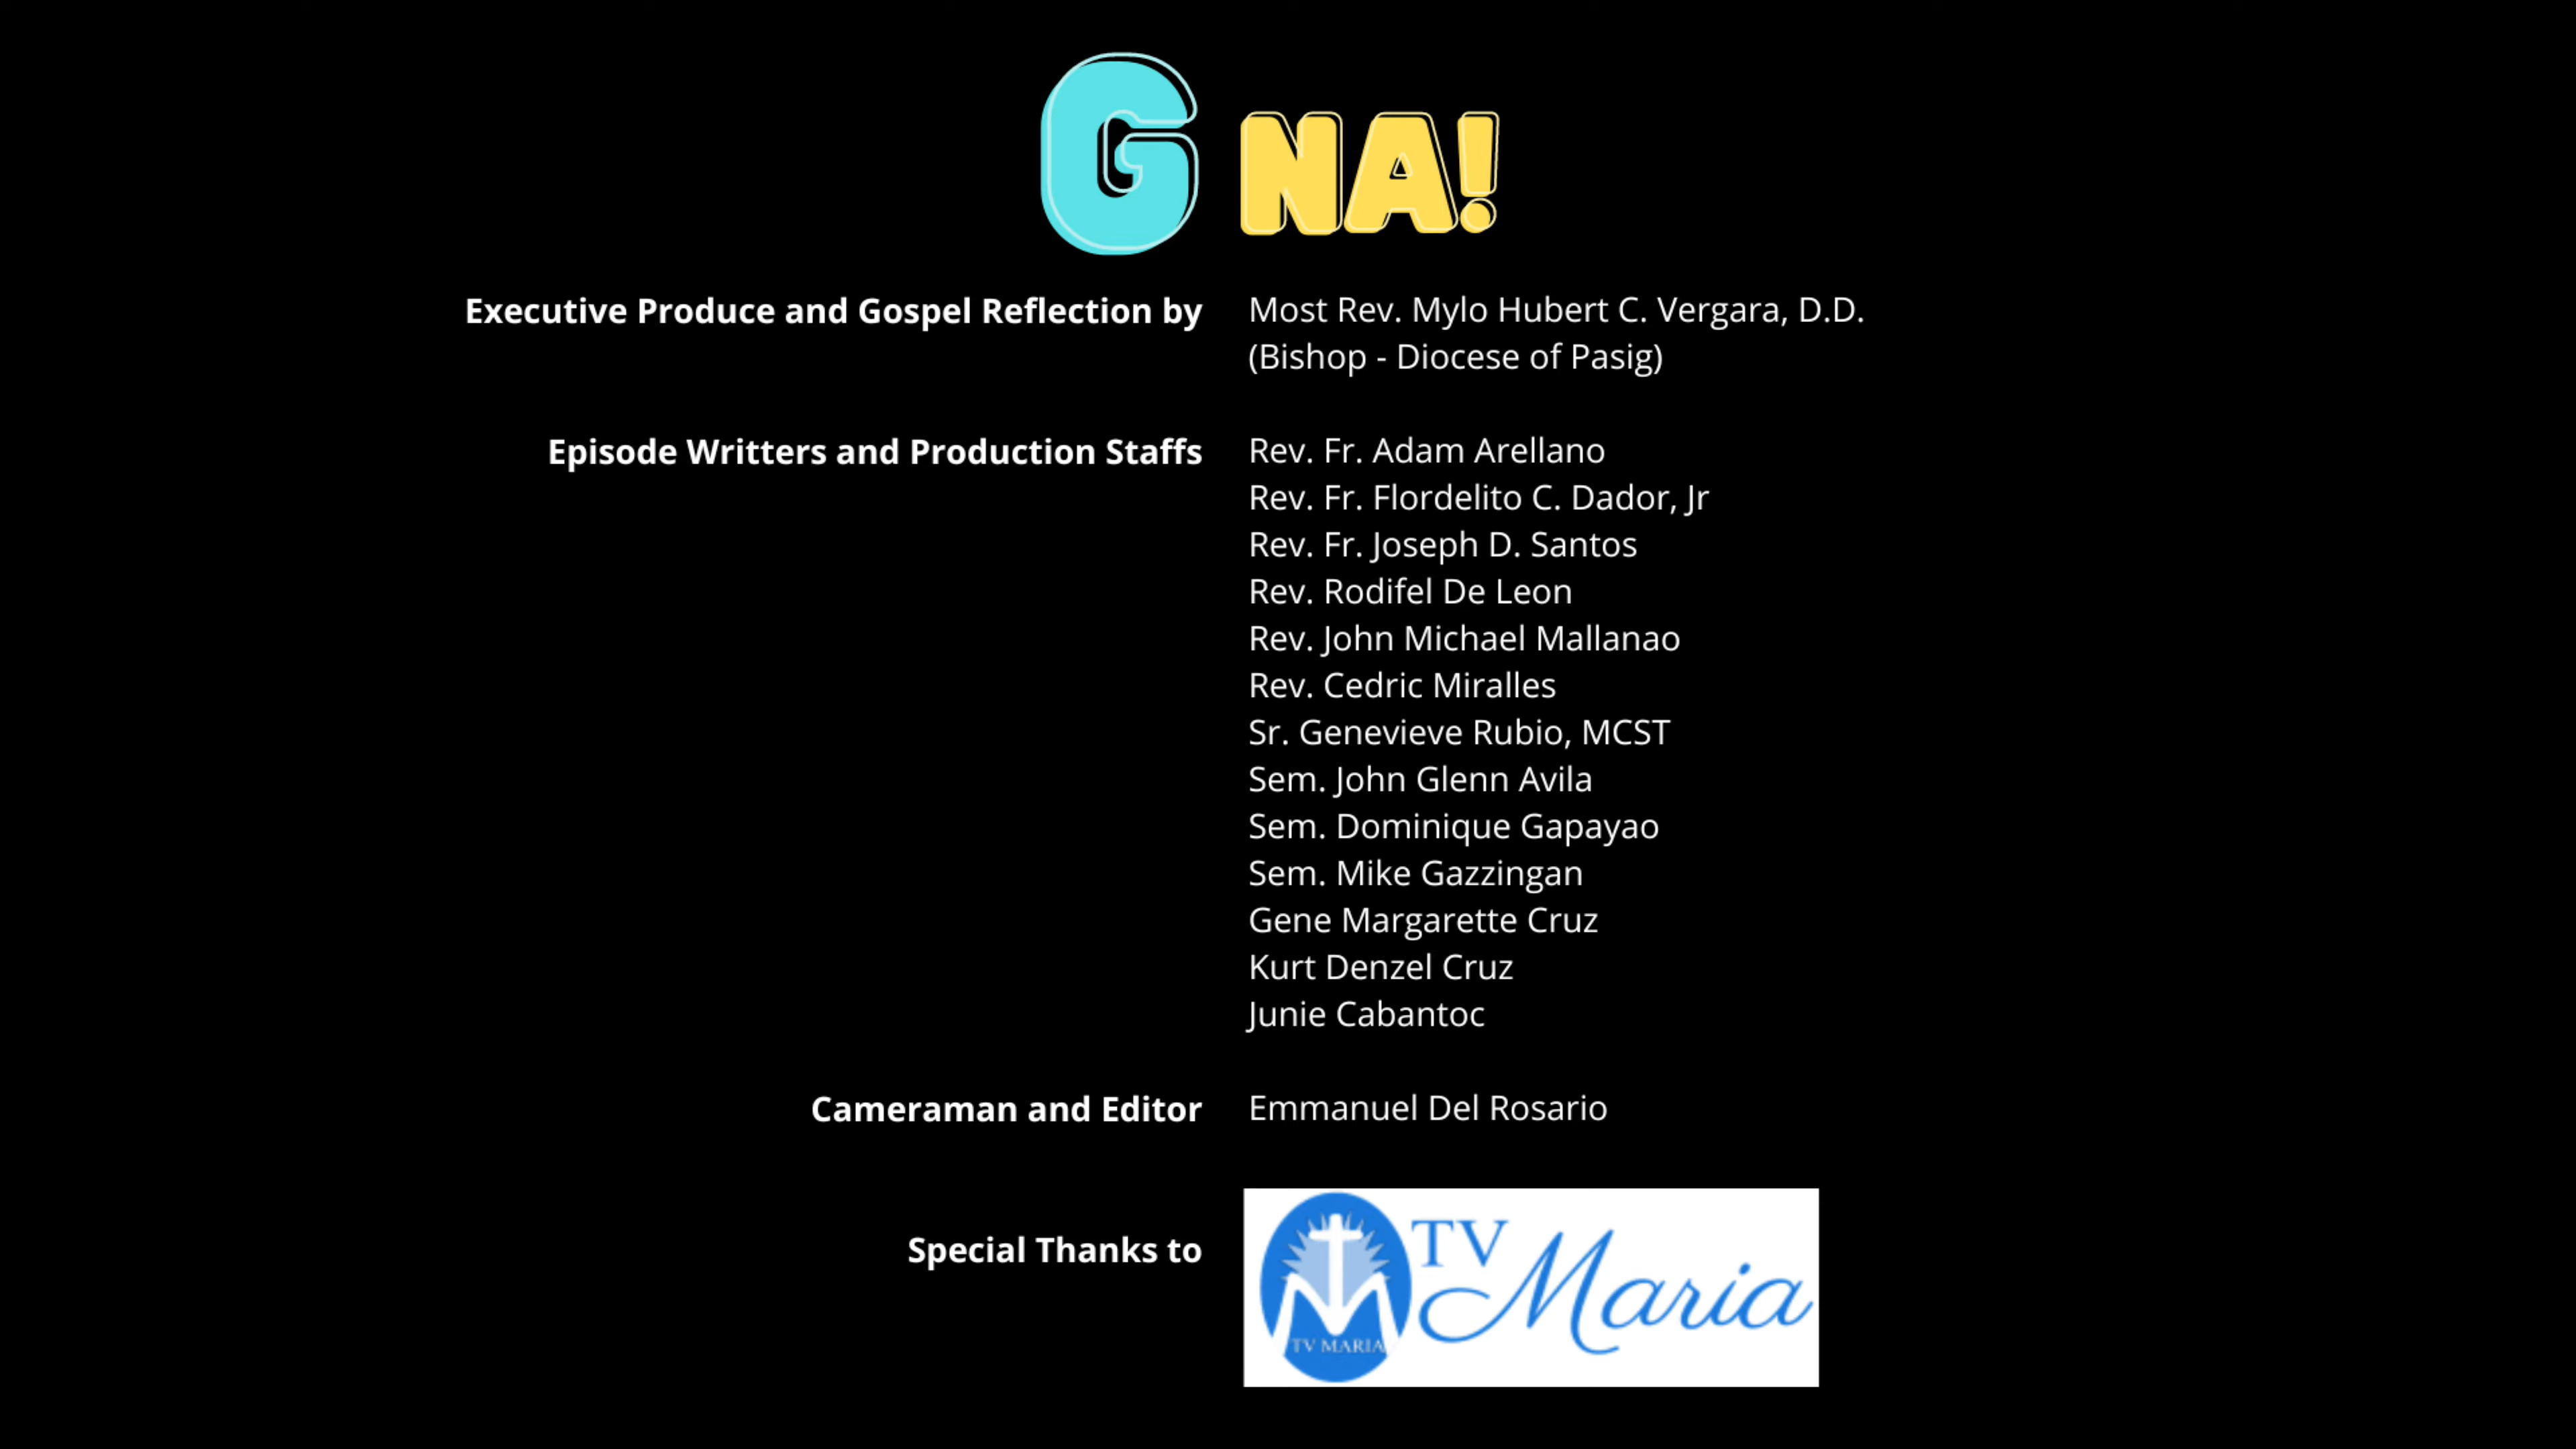 G NA!
Executive Produce and Gospel Reflection by Most Rev. Mylo Hubert C. Vergara, D.D.
(Bishop - Diocese of Pasig)
Episode Writters and Production Staffs Rev. Fr. Adam Arellano
Rev. Fr. Flordelito C. Dador, Jr
Rev. Fr. Joseph D. Santos
Rev. Rodifel De Leon
Rev. John Michael Mallanao
Rev. Cedric Miralles
Sr. Genevieve Rubio, MCST
Sem. John Glenn Avila
Sem. Dominique Gapayao
Sem. Mike Gazzingan
Gene Margarette Cruz
Kurt Denzel Cruz
Junie Cabantoc
Cameraman and Editor Emmanuel Del Rosario
Special Thanks to
TV Maria
TV MARIA